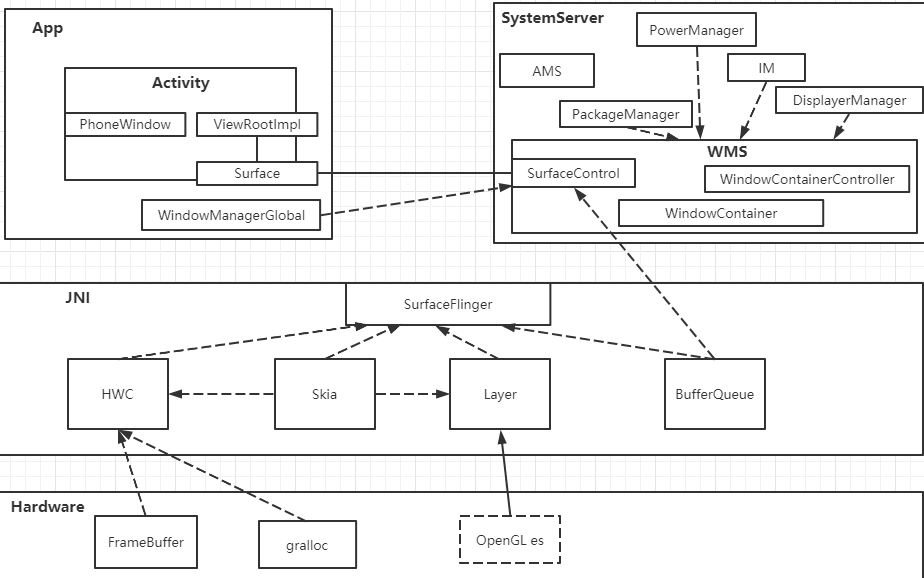 App
Activity
PhoneWindow
ViewRootImpl
Surface
WindowManagerGlobal
SystemServer
PowerManager
AMS
IM
DisplayerManager
PackageManager
WMS
SurfaceControl
WindowContainerController
WindowContainer
JNI
SurfaceFlinger
HWC
Skia
Layer
BufferQueue
Hardware
FrameBuffer
gralloc
OpenGL es